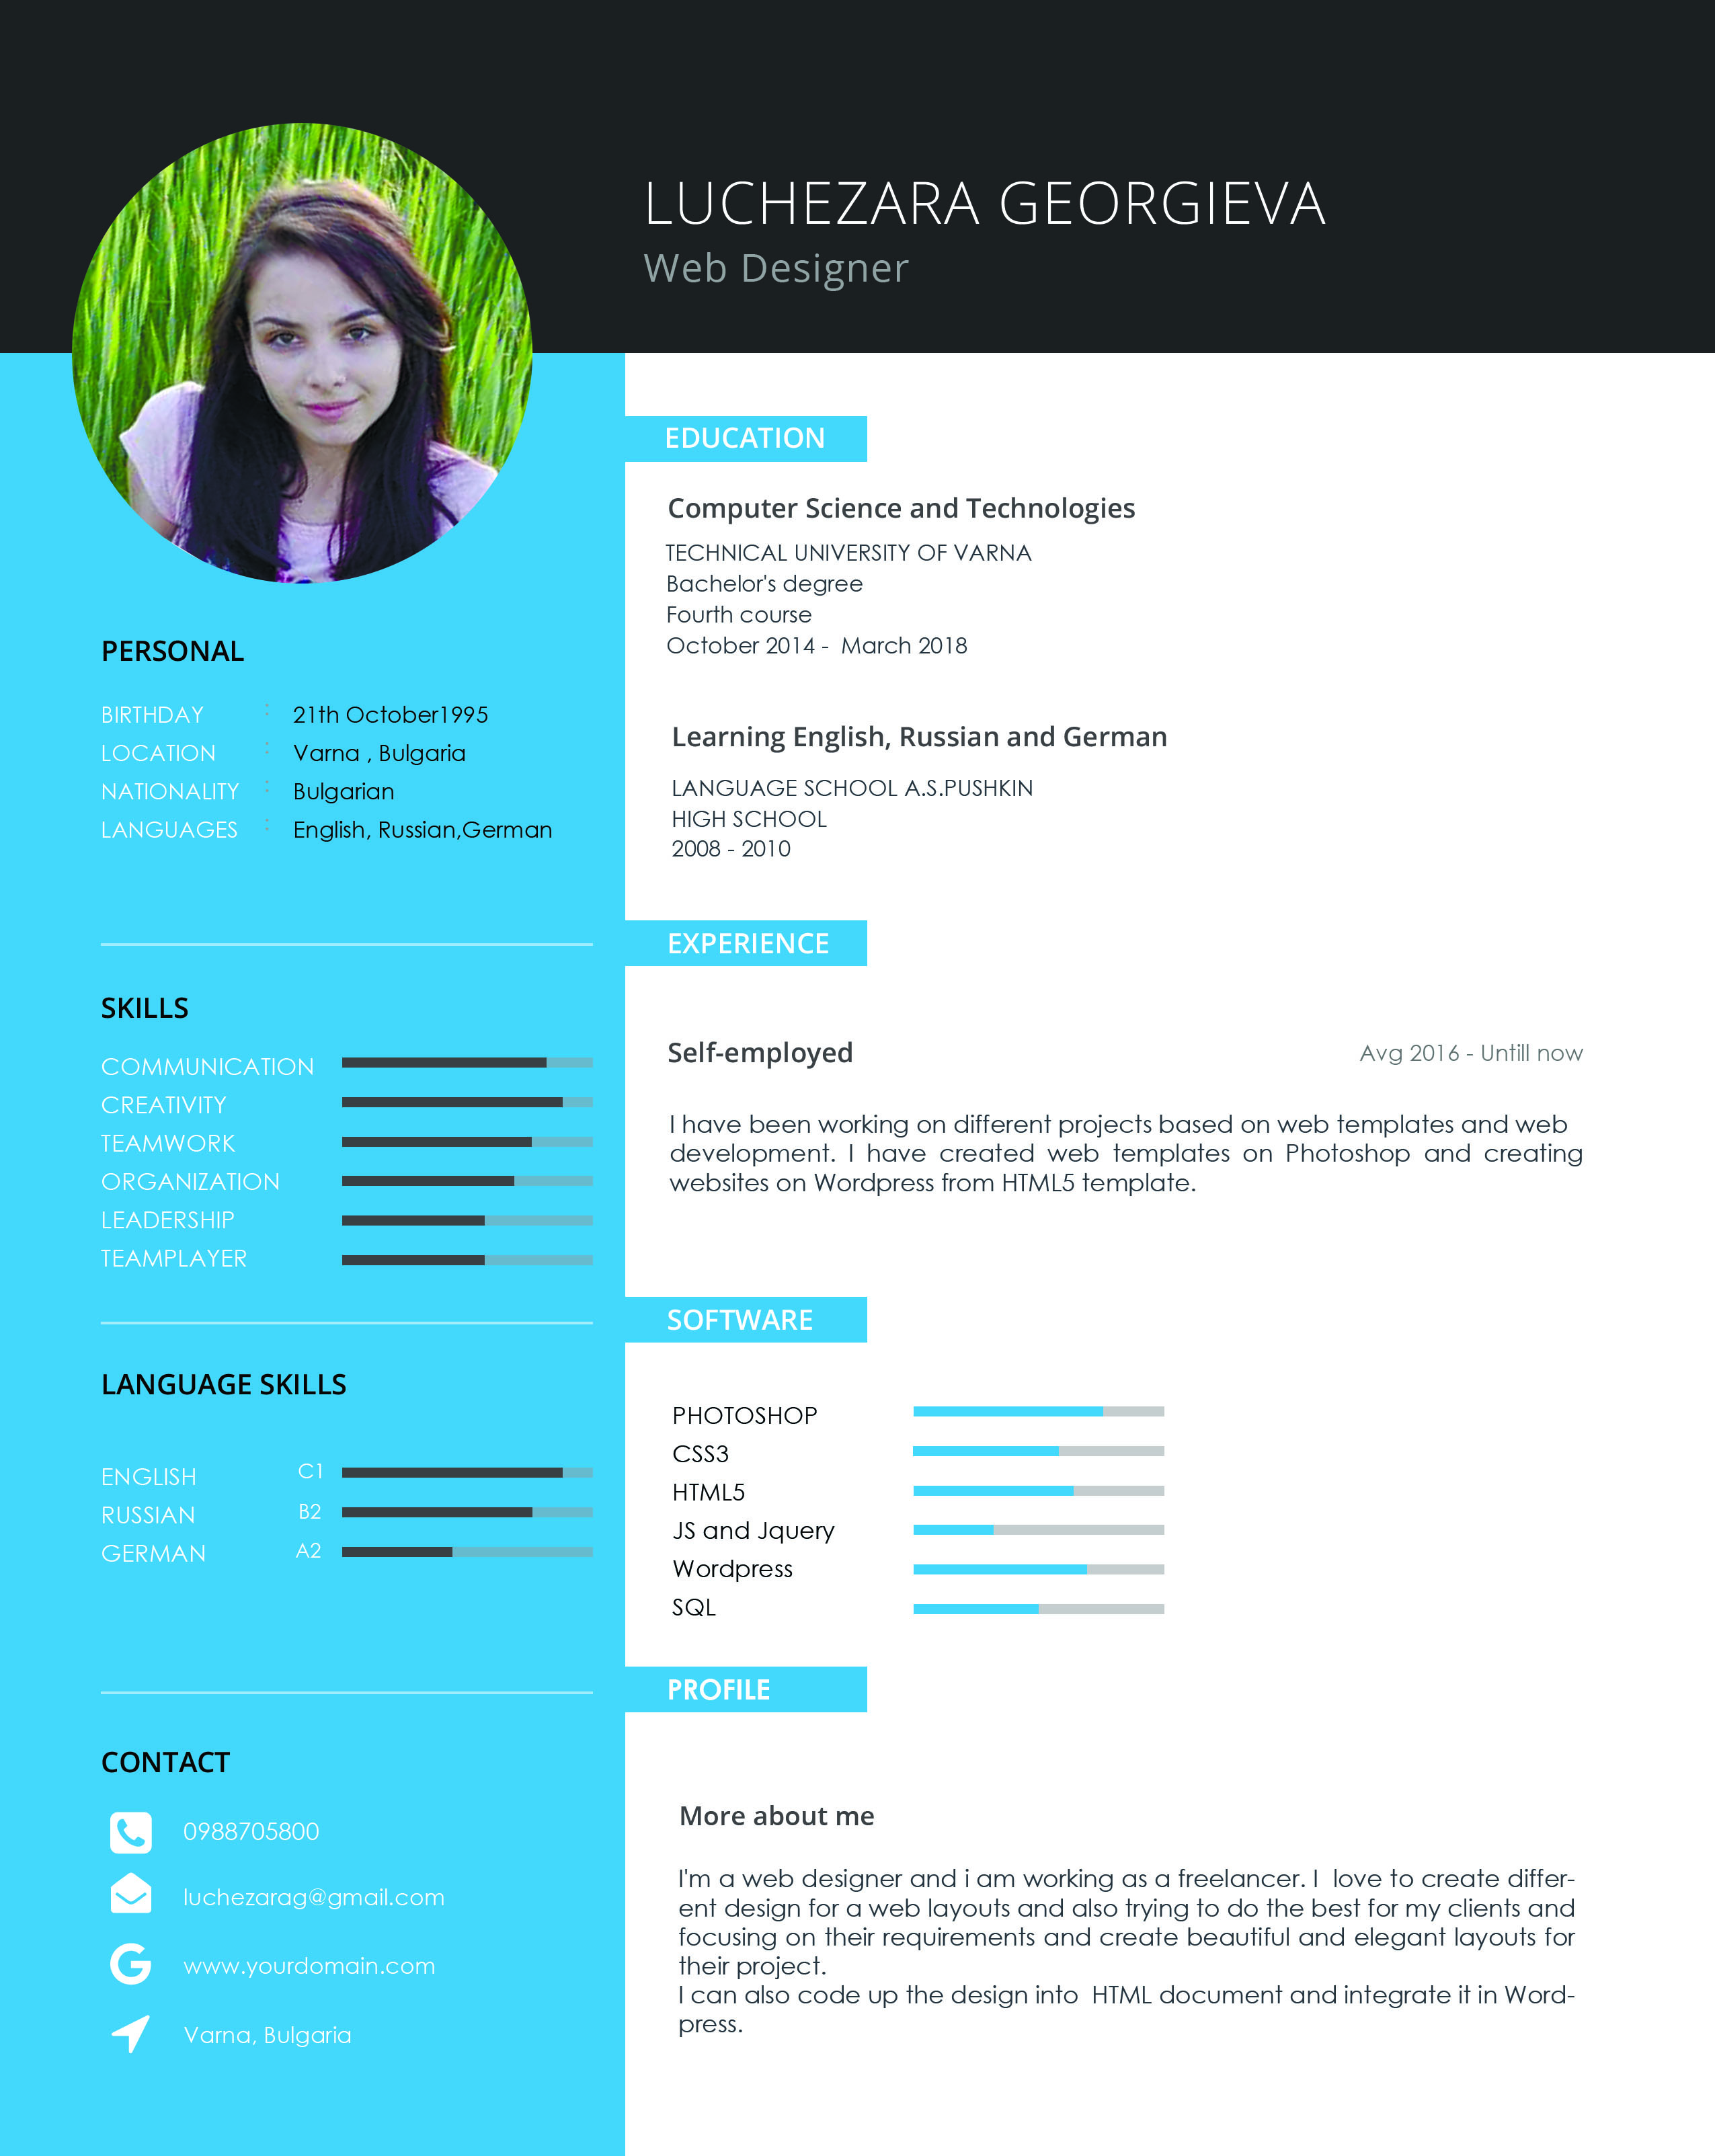 LUCHEZARA GEORGIEVA
Web Designer
PERSONAL
BIRTHDAY : 21th October1995
LOCATION : Varna , Bulgaria
NATIONALITY : Bulgarian
LANGUAGES : English, Russian,German
SKILLS
COMMUNICATION
CREATIVITY
TEAMWORK
ORGANIZATION
LEADERSHIP
TEAMPLAYER
LANGUAGE SKILLS
ENGLISH C1
RUSSIAN B2
GERMAN A2
CONTACT
0988705800
luchezarag@gmail.com
G www.yourdomain.com
Varna, Bulgaria
EDUCATION
Computer Science and Technologies
TECHNICAL UNIVERSITY OF VARNA
Bachelor's degree
Fourth course
October 2014 - March 2018
Learning English, Russian and German
LANGUAGE SCHOOL A.S.PUSHKIN
HIGH SCHOOL
2008 - 2010
EXPERIENCE
Self-employed Avg 2016 - Untill now
I have been working on different projects based on web templates and web
development. I have created web templates on Photoshop and creating
websites on Wordpress from HTML5 template.
SOFTWARE
PHOTOSHOP
CSS3
HTML5
JS and Jquery
Wordpress
SQL
PROFILE
More about me
I'm a web designer and i am working as a freelancer. I love to create differ-
ent design for a web layouts and also trying to do the best for my clients and
focusing on their requirements and create beautiful and elegant layouts for
their project.
I can also code up the design into HTML document and integrate it in Word-
press.